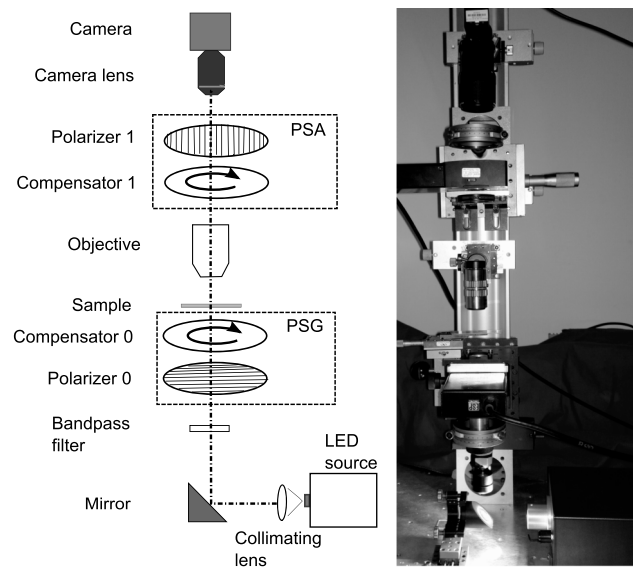 Camera
Camera lens
PSA
Polarizer 1
Compensator 1
Objective
Sample
PSG
Compensator 0
Polarizer 0
Bandpass
filter
LED
source
Mirror
Collimating
lens